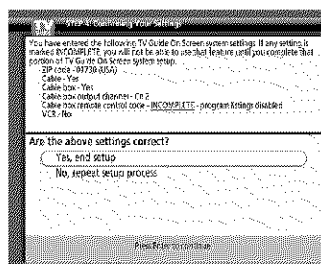 STEP 4: Confirming Your Settings
You have entered the following TV Guide On Screen system settings. If any setting is
marked INCOMPLETE, you will not be able to use that feature until you complete that
portion of TV Guide On Screen system setup.
- ZIP code - 04730 (USA)
- Cable - Yes
- Cable box - Yes
- Cable box output channel - Ch 2
- Cable box remote control code - INCOMPLETE - program listings disabled
- VCR - No
Are the above settings correct?
Yes, end setup
No, repeat setup process
Press Enter to continue